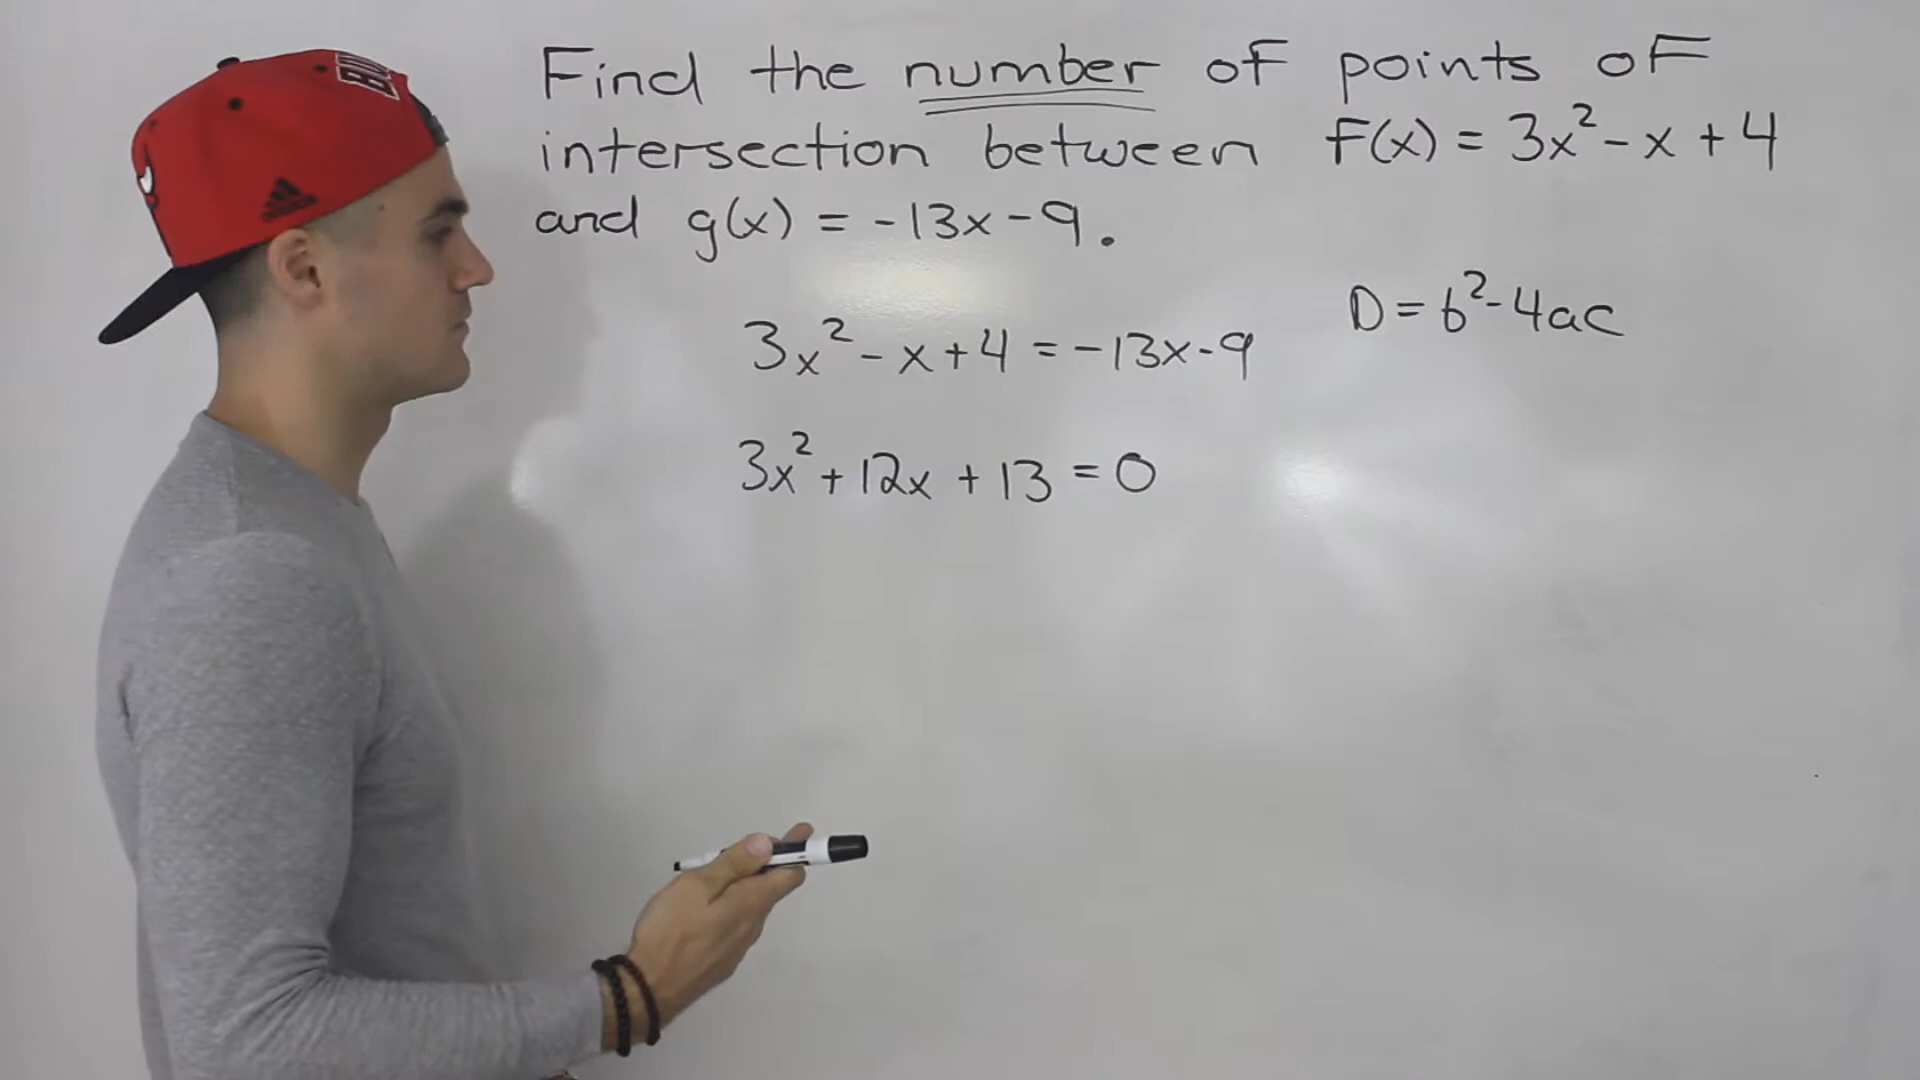 Find the number of points of
intersection between f(x) = 3x² - x + 4
and g(x) = -13x - 9.
D = b² - 4ac
3x² - x + 4 = -13x - 9
3x² + 12x + 13 = 0